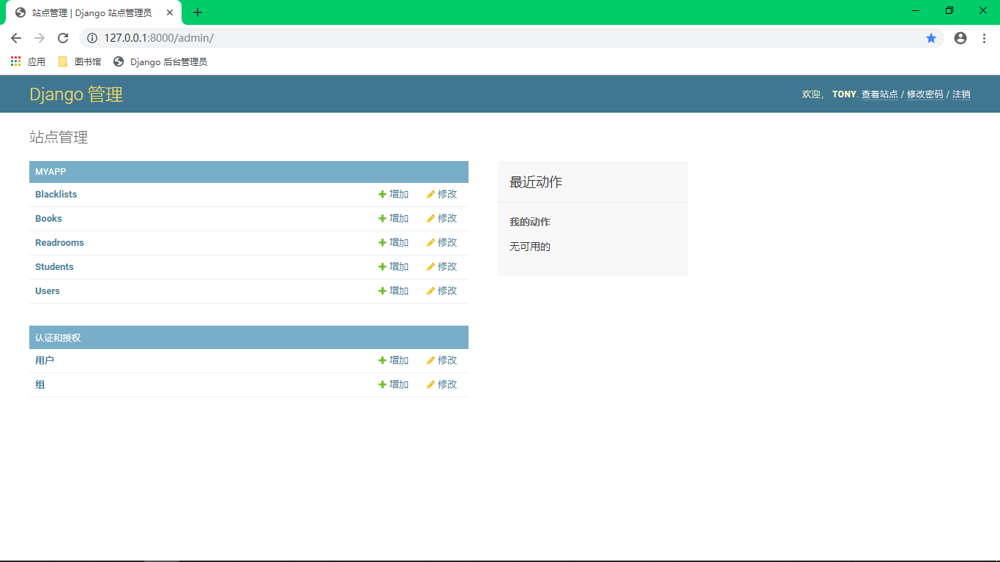 站点管理 | Django 站点管理员
127.0.0.1:8000/admin/
应用 图书馆 Django 后台管理员
Django 管理
欢迎， TONY. 查看站点 / 修改密码 / 注销
站点管理
MYAPP
Blacklists 增加 修改
Books 增加 修改
Readrooms 增加 修改
Students 增加 修改
Users 增加 修改
认证和授权
用户 增加 修改
组 增加 修改
最近动作
我的动作
无可用的